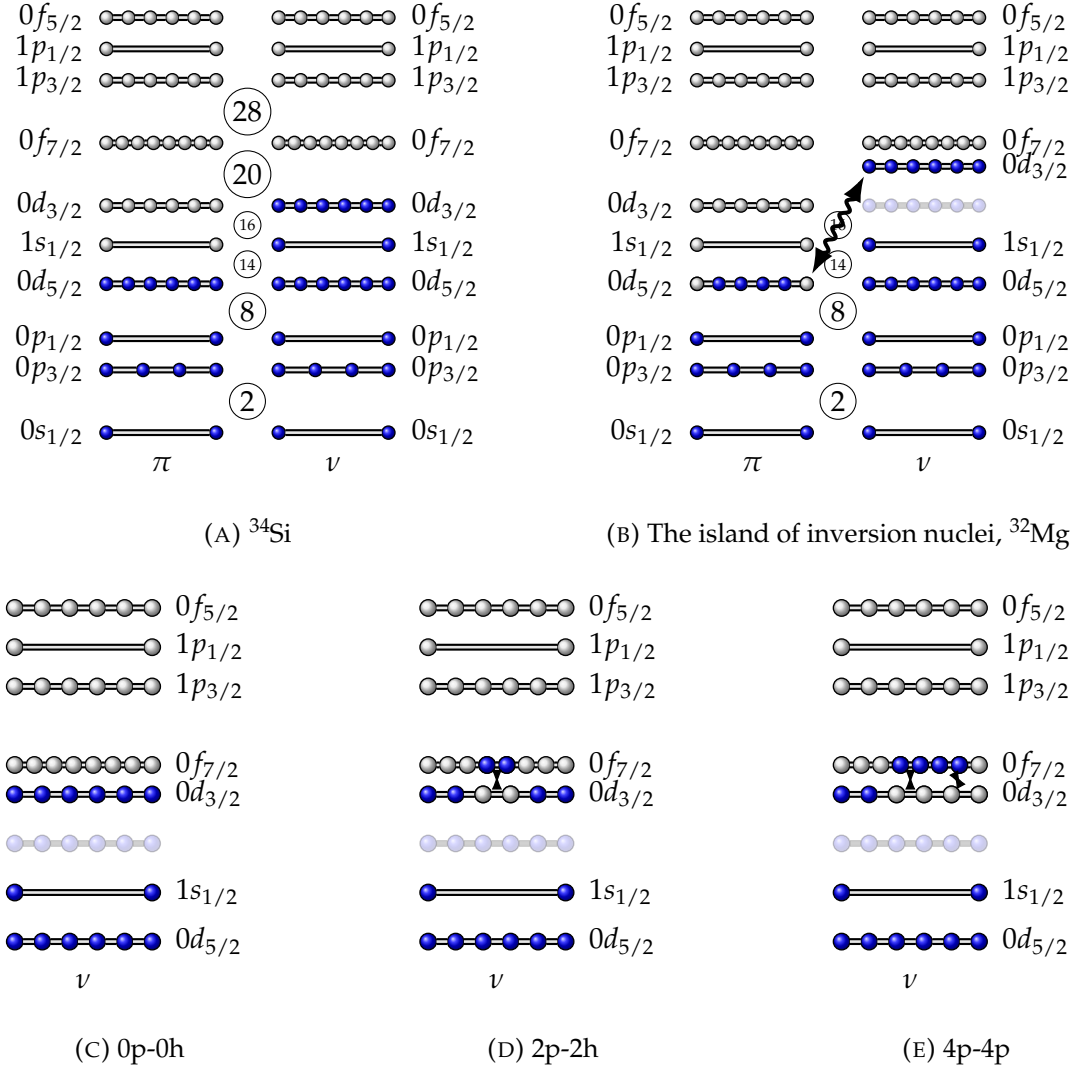 0f5/2 0f5/2 0f5/2 0f5/2
1p1/2 1p1/2 1p1/2 1p1/2
1p3/2 1p3/2 1p3/2 1p3/2
28
0f7/2 0f7/2 0f7/2 0f7/2
20 0d3/2
0d3/2 0d3/2 0d3/2
16
1s1/2 1s1/2 1s1/2 1s1/2
14 14
0d5/2 0d5/2 0d5/2 0d5/2
8 8
0p1/2 0p1/2 0p1/2 0p1/2
0p3/2 0p3/2 0p3/2 0p3/2
2 2
0s1/2 0s1/2 0s1/2 0s1/2
π ν π ν
(A) ³⁴Si (B) The island of inversion nuclei, ³²Mg
0f5/2 0f5/2 0f5/2
1p1/2 1p1/2 1p1/2
1p3/2 1p3/2 1p3/2
0f7/2 0f7/2 0f7/2
0d3/2 0d3/2 0d3/2
1s1/2 1s1/2 1s1/2
0d5/2 0d5/2 0d5/2
ν ν ν
(C) 0p-0h (D) 2p-2h (E) 4p-4p